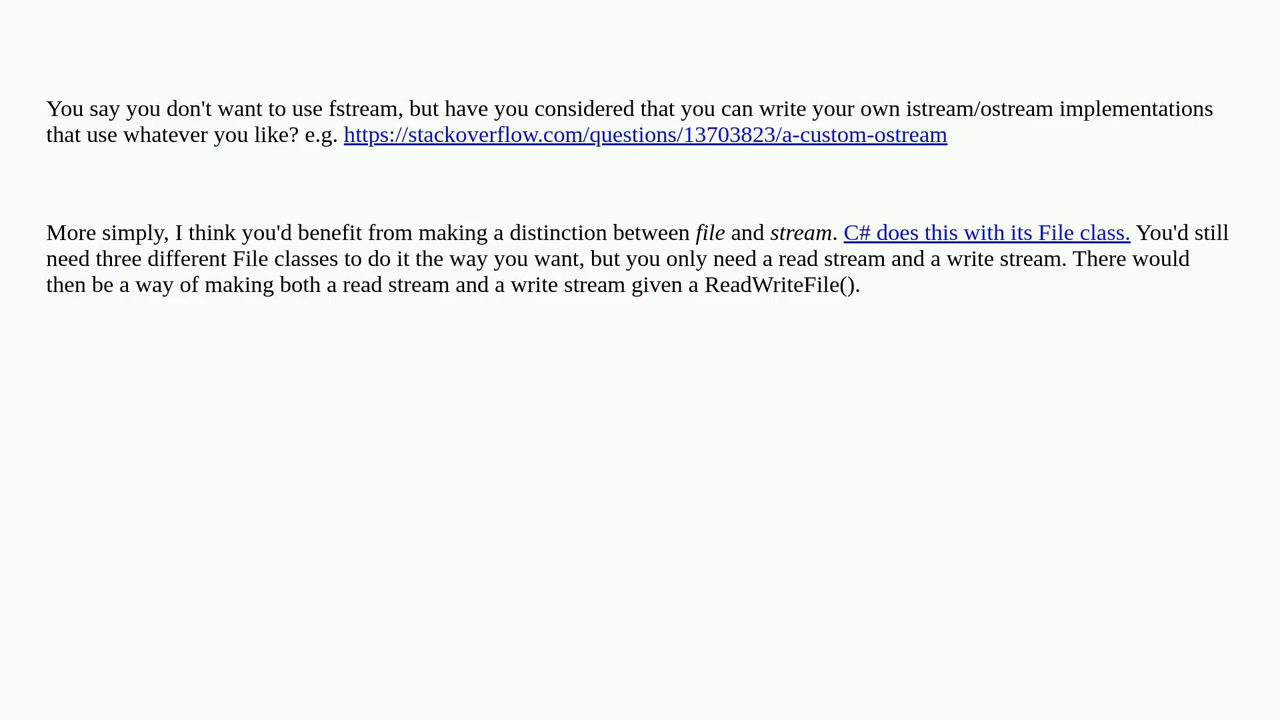 You say you don't want to use fstream, but have you considered that you can write your own istream/ostream implementations
that use whatever you like? e.g. https://stackoverflow.com/questions/13703823/a-custom-ostream
More simply, I think you'd benefit from making a distinction between file and stream. C# does this with its File class. You'd still
need three different File classes to do it the way you want, but you only need a read stream and a write stream. There would
then be a way of making both a read stream and a write stream given a ReadWriteFile().